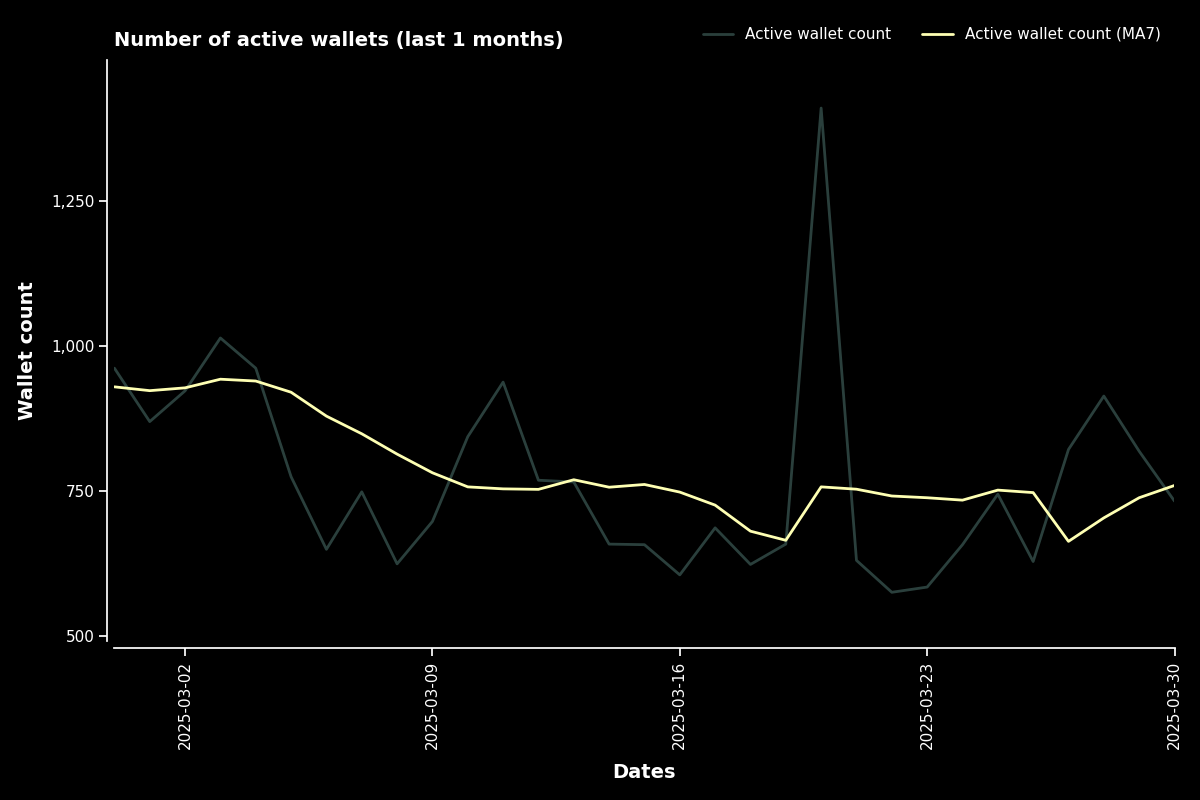 Number of active wallets (last 1 months)
Active wallet count
Active wallet count (MA7)
Wallet count
1,250
1,000
750
500
2025-03-02
2025-03-09
2025-03-16
2025-03-23
2025-03-30
Dates